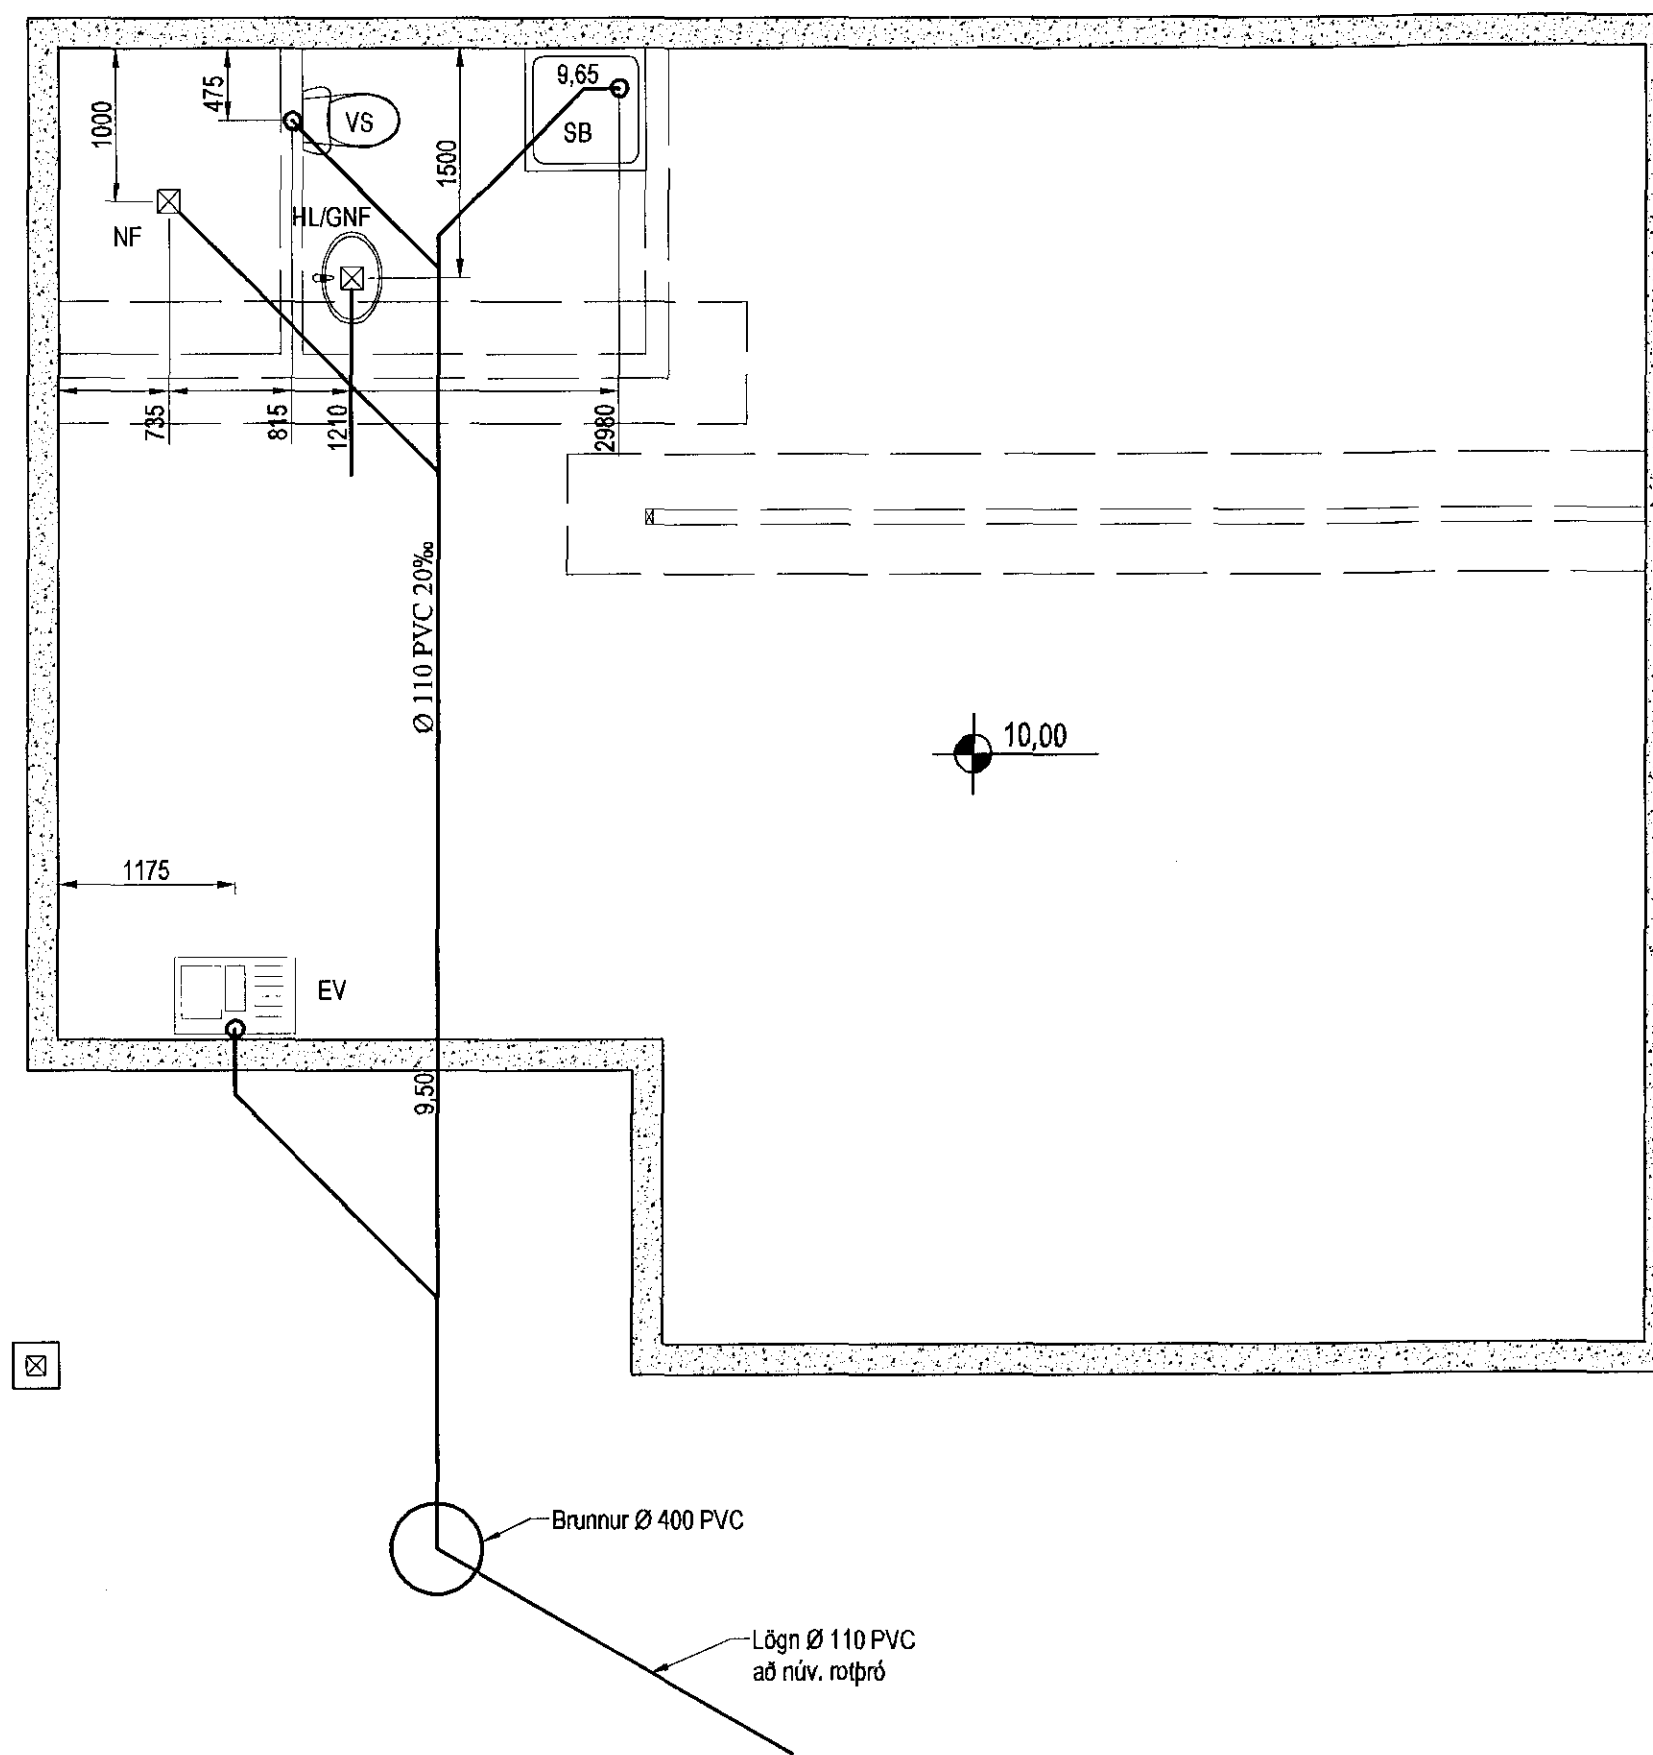 9,65
475
1000
VS
SB
1500
HL/GNF
NF
735
815
1210
2980
Ø 110 PVC 20‰
10,00
1175
EV
9,50
Brunnur Ø 400 PVC
Lögn Ø 110 PVC
að núv. rotþró